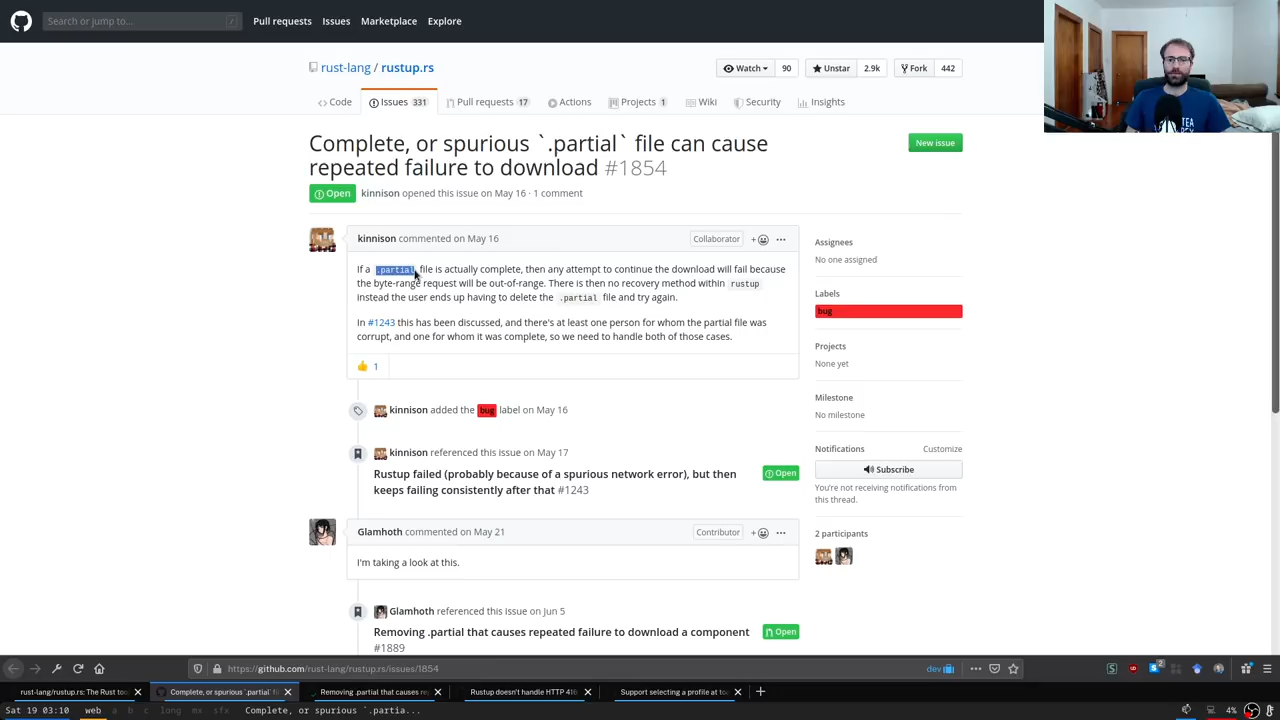 Search or jump to...
/
Pull requests
Issues
Marketplace
Explore
rust-lang / rustup.rs
Watch
90
Unstar
2.9k
Fork
442
Code
Issues 331
Pull requests 17
Actions
Projects 1
Wiki
Security
Insights
Complete, or spurious `.partial` file can cause
repeated failure to download #1854
New issue
Open
kinnison opened this issue on May 16 · 1 comment
kinnison commented on May 16
Collaborator
If a .partial file is actually complete, then any attempt to continue the download will fail because
the byte-range request will be out-of-range. There is then no recovery method within rustup
instead the user ends up having to delete the .partial file and try again.
In #1243 this has been discussed, and there's at least one person for whom the partial file was
corrupt, and one for whom it was complete, so we need to handle both of those cases.
👍 1
kinnison added the bug label on May 16
kinnison referenced this issue on May 17
Rustup failed (probably because of a spurious network error), but then
keeps failing consistently after that #1243
Open
Glamhoth commented on May 21
Contributor
I'm taking a look at this.
Glamhoth referenced this issue on Jun 5
Removing .partial that causes repeated failure to download a component
#1889
Open
Assignees
No one assigned
Labels
bug
Projects
None yet
Milestone
No milestone
Notifications
Customize
Subscribe
You're not receiving notifications from
this thread.
2 participants
https://github.com/rust-lang/rustup.rs/issues/1854
dev
rust-lang/rustup.rs: The Rust too
Complete, or spurious `.partial` fi
Removing .partial that causes re
Rustup doesn't handle HTTP 416
Support selecting a profile at to
Sat 19 03:10
web
a
b
c
long
mx
sfx
Complete, or spurious `.partia...
4%